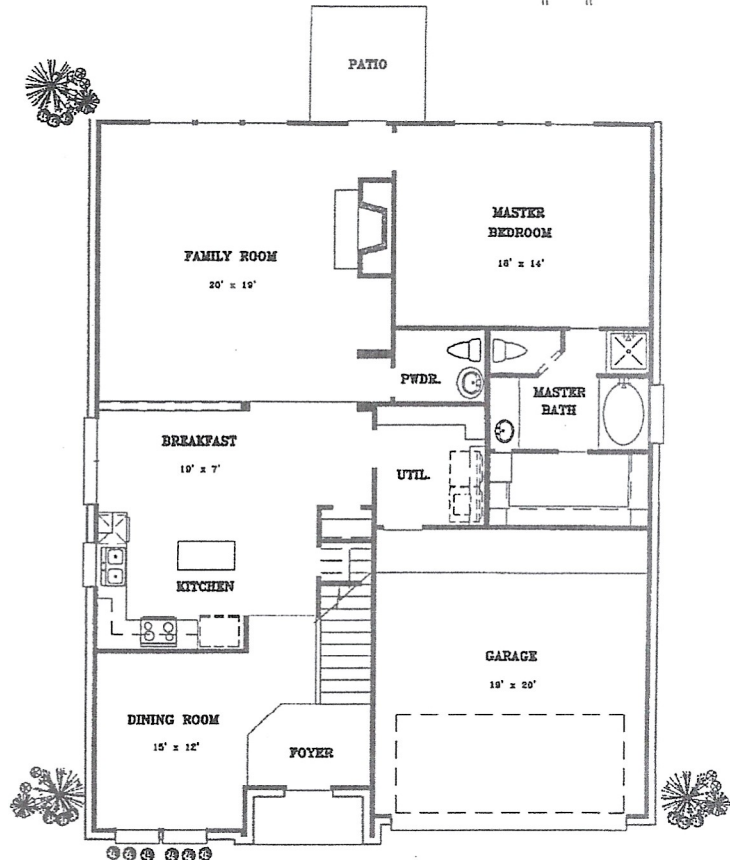 PATIO
MASTER
BEDROOM
18' x 14'
FAMILY ROOM
20' x 19'
PWDR.
MASTER
BATH
BREAKFAST
19' x 7'
UTIL.
KITCHEN
GARAGE
19' x 20'
DINING ROOM
15' x 12'
FOYER